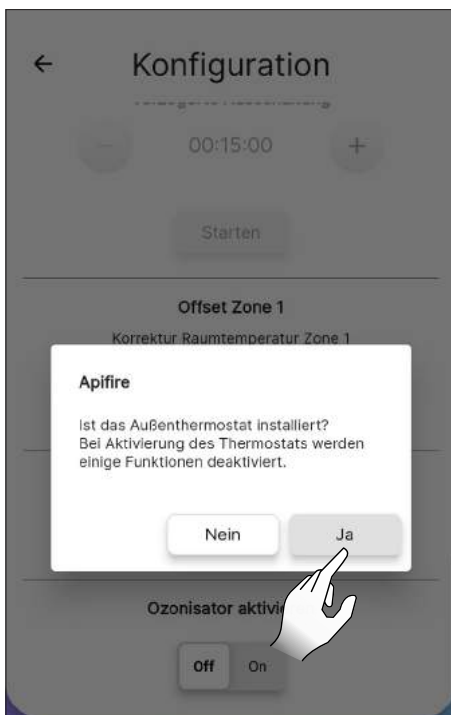 Konfiguration
00:15:00
Starten
Offset Zone 1
Korrektur Raumtemperatur Zone 1
Apifire
Ist das Außenthermostat installiert?
Bei Aktivierung des Thermostats werden
einige Funktionen deaktiviert.
Nein Ja
Ozonisator
Off On